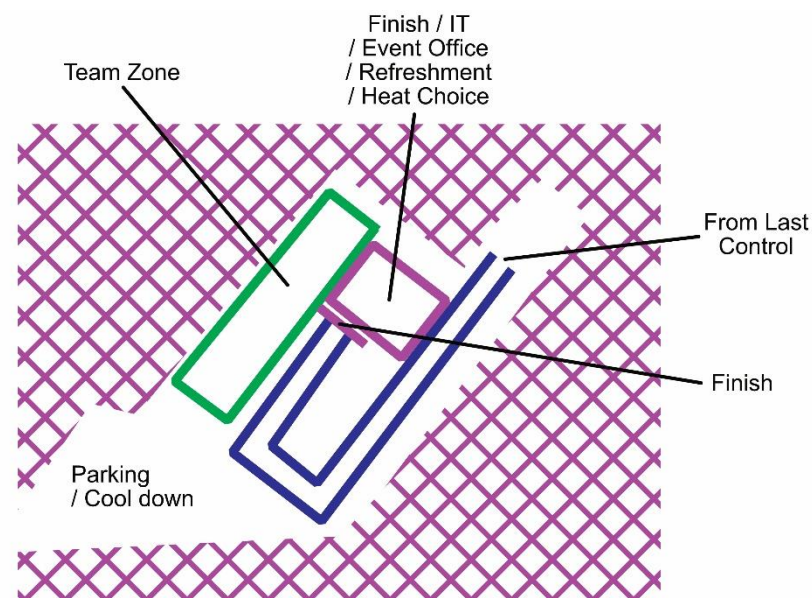 Finish / IT
/ Event Office
/ Refreshment
/ Heat Choice
Team Zone
From Last
Control
Finish
Parking
/ Cool down